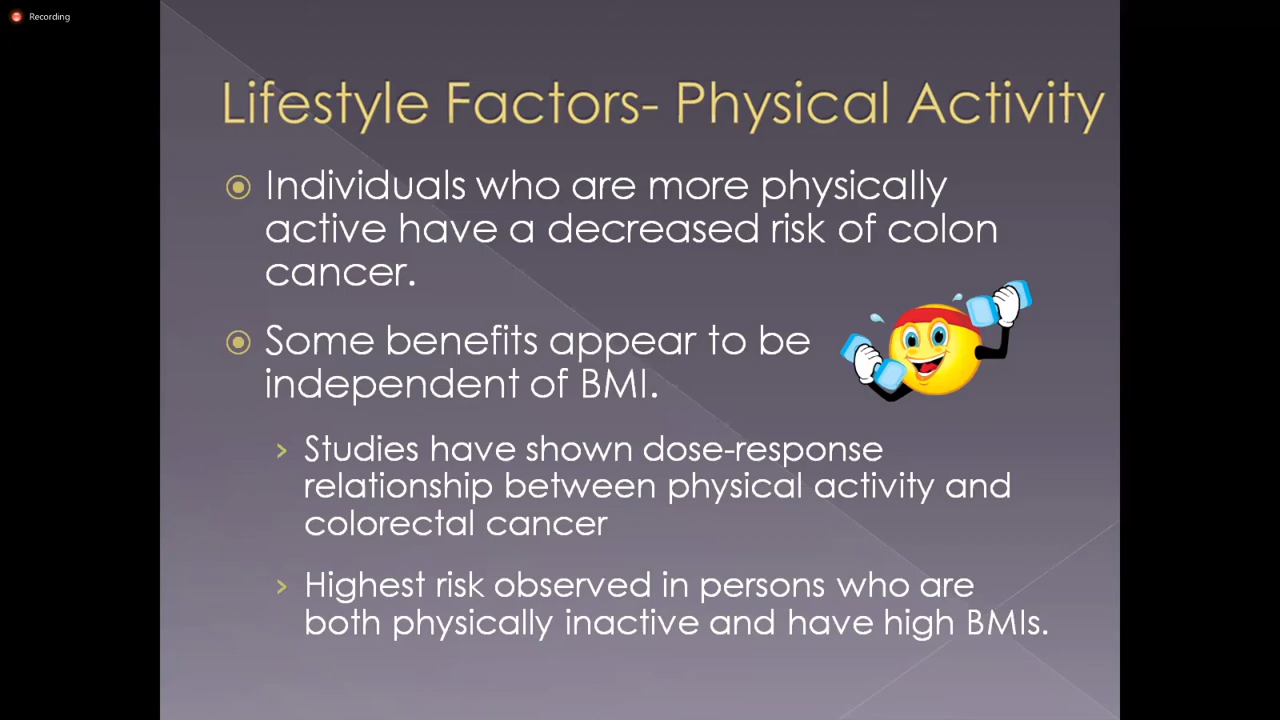 Recording
Lifestyle Factors- Physical Activity
Individuals who are more physically
active have a decreased risk of colon
cancer.
Some benefits appear to be
independent of BMI.
Studies have shown dose-response
relationship between physical activity and
colorectal cancer
Highest risk observed in persons who are
both physically inactive and have high BMIs.